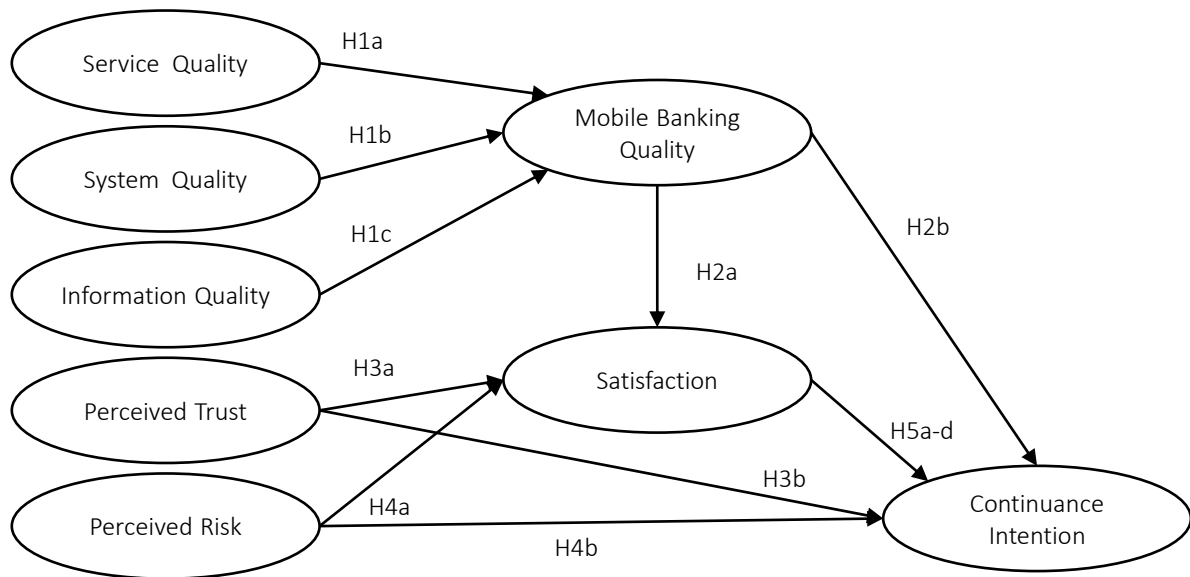 Service Quality
H1a
Mobile Banking
Quality
H1b
System Quality
H1c
H2b
H2a
Information Quality
H3a
Satisfaction
Perceived Trust
H5a-d
H3b
H4a
Continuance
Intention
Perceived Risk
H4b